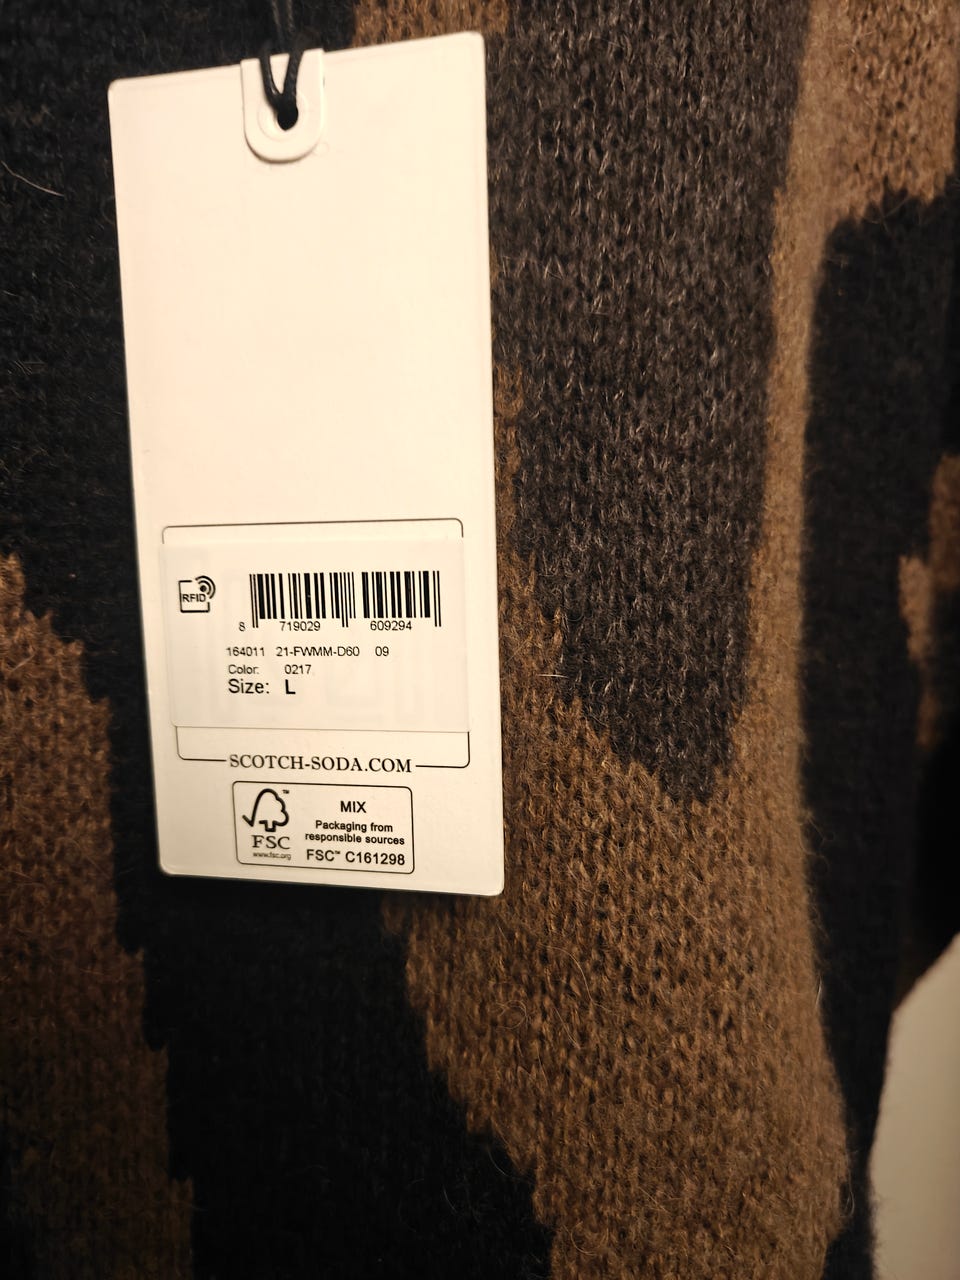 RFID
8 719029 609294
164011 21-FWMM-D60 09
Color: 0217
Size: L
SCOTCH-SODA.COM
FSC™
www.fsc.org
MIX
Packaging from
responsible sources
FSC™ C161298